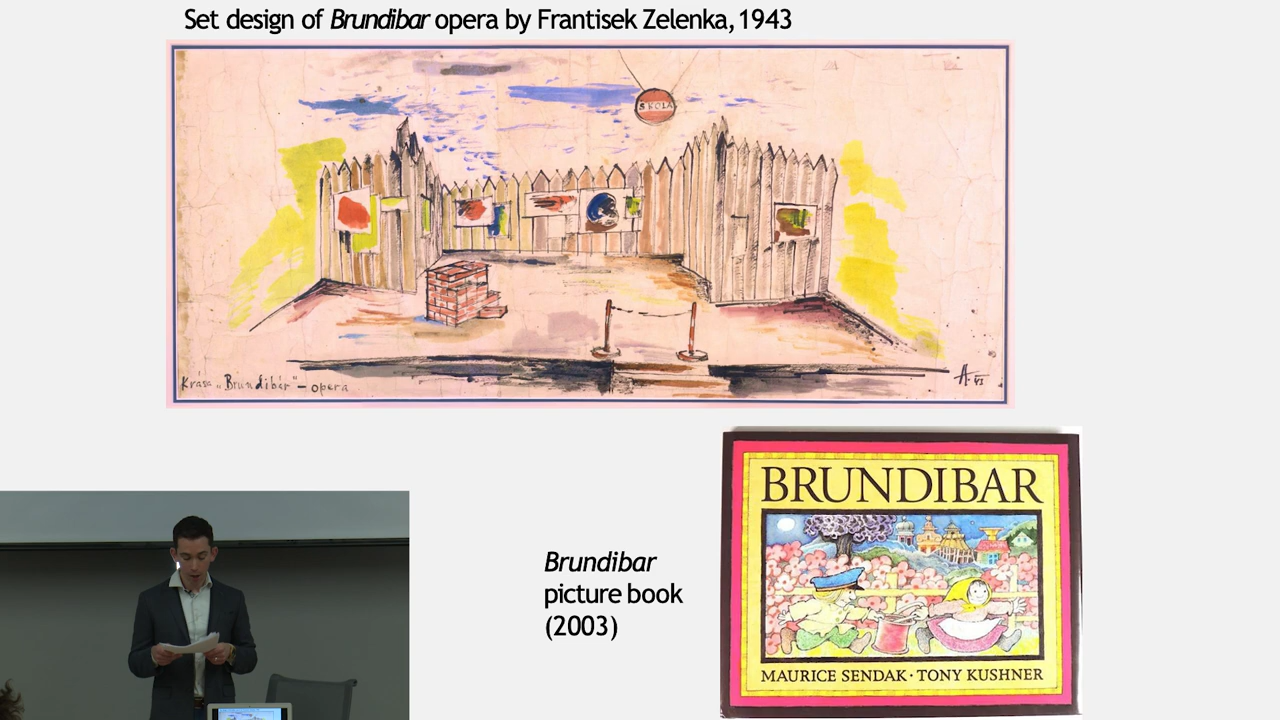 Set design of Brundibar opera by Frantisek Zelenka, 1943
ŠKOLA
Krása „Brundibár" - opera
43
Brundibar
picture book
(2003)
BRUNDIBAR
MAURICE SENDAK · TONY KUSHNER